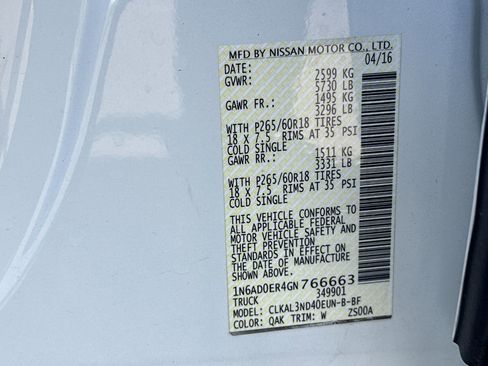 MFD BY NISSAN MOTOR CO., LTD.
DATE: 04/16
GVWR: 2599 KG
5730 LB
GAWR FR.: 1495 KG
3296 LB
WITH P265/60R18 TIRES
18 X 7.5 RIMS AT 35 PSI
COLD SINGLE
GAWR RR.: 1511 KG
3331 LB
WITH P265/60R18 TIRES
18 X 7.5 RIMS AT 35 PSI
COLD SINGLE
THIS VEHICLE CONFORMS TO
ALL APPLICABLE FEDERAL
MOTOR VEHICLE SAFETY AND
THEFT PREVENTION
STANDARDS IN EFFECT ON
THE DATE OF MANUFACTURE
SHOWN ABOVE.
1N6AD0ER4GN766663
TRUCK 349901
MODEL: CLKAL3ND40EUN-B-BF
COLOR: QAK TRIM: W ZS00A